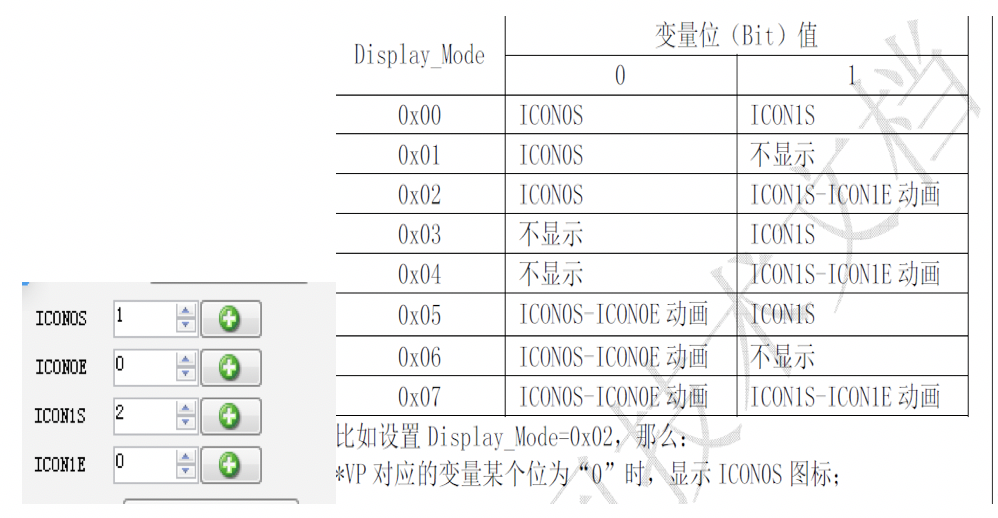 Display_Mode 变量位（Bit）值
0 1
0x00 ICON0S ICON1S
0x01 ICON0S 不显示
0x02 ICON0S ICON1S-ICON1E 动画
0x03 不显示 ICON1S
0x04 不显示 ICON1S-ICON1E 动画
0x05 ICON0S-ICON0E 动画 ICON1S
0x06 ICON0S-ICON0E 动画 不显示
0x07 ICON0S-ICON0E 动画 ICON1S-ICON1E 动画
比如设置 Display_Mode=0x02，那么：
*VP 对应的变量某个位为“0”时，显示 ICON0S 图标；
ICON0S 1
ICON0E 0
ICON1S 2
ICON1E 0